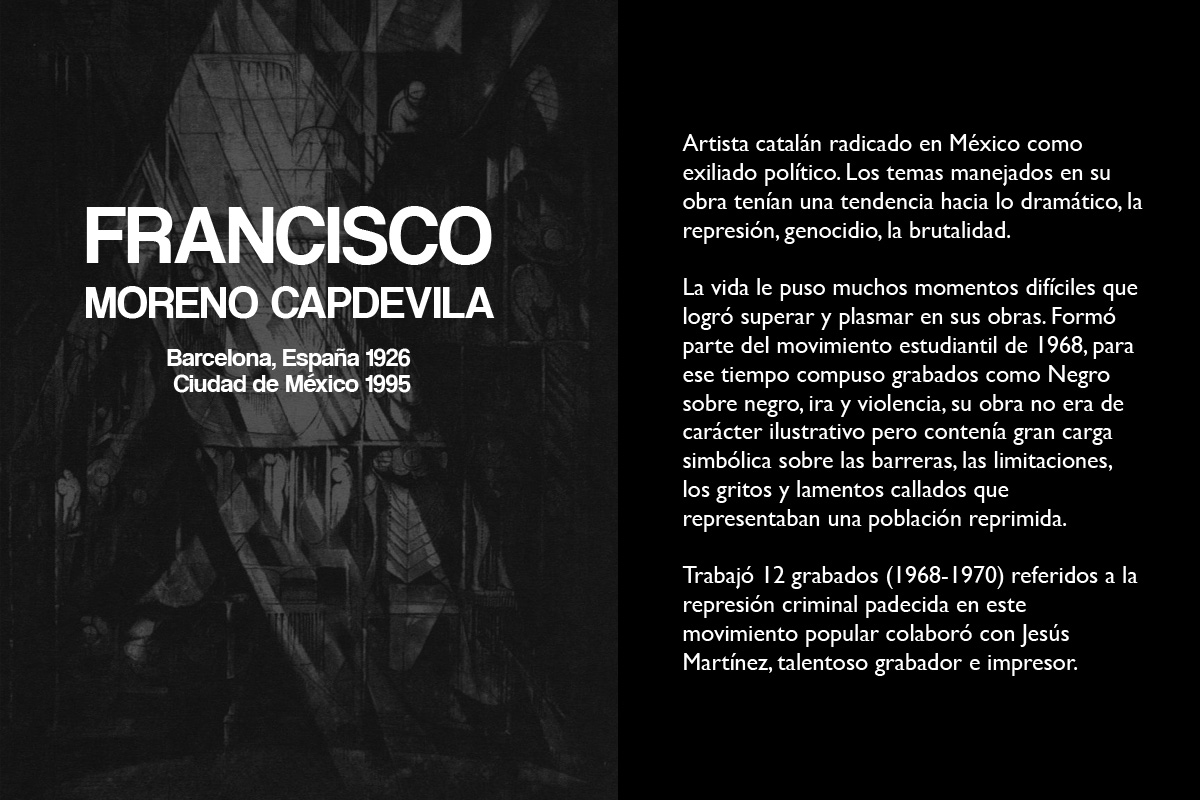 FRANCISCO
MORENO CAPDEVILA
Barcelona, España 1926
Ciudad de México 1995
Artista catalán radicado en México como
exiliado político. Los temas manejados en su
obra tenían una tendencia hacia lo dramático, la
represión, genocidio, la brutalidad.
La vida le puso muchos momentos difíciles que
logró superar y plasmar en sus obras. Formó
parte del movimiento estudiantil de 1968, para
ese tiempo compuso grabados como Negro
sobre negro, ira y violencia, su obra no era de
carácter ilustrativo pero contenía gran carga
simbólica sobre las barreras, las limitaciones,
los gritos y lamentos callados que
representaban una población reprimida.
Trabajó 12 grabados (1968-1970) referidos a la
represión criminal padecida en este
movimiento popular colaboró con Jesús
Martínez, talentoso grabador e impresor.